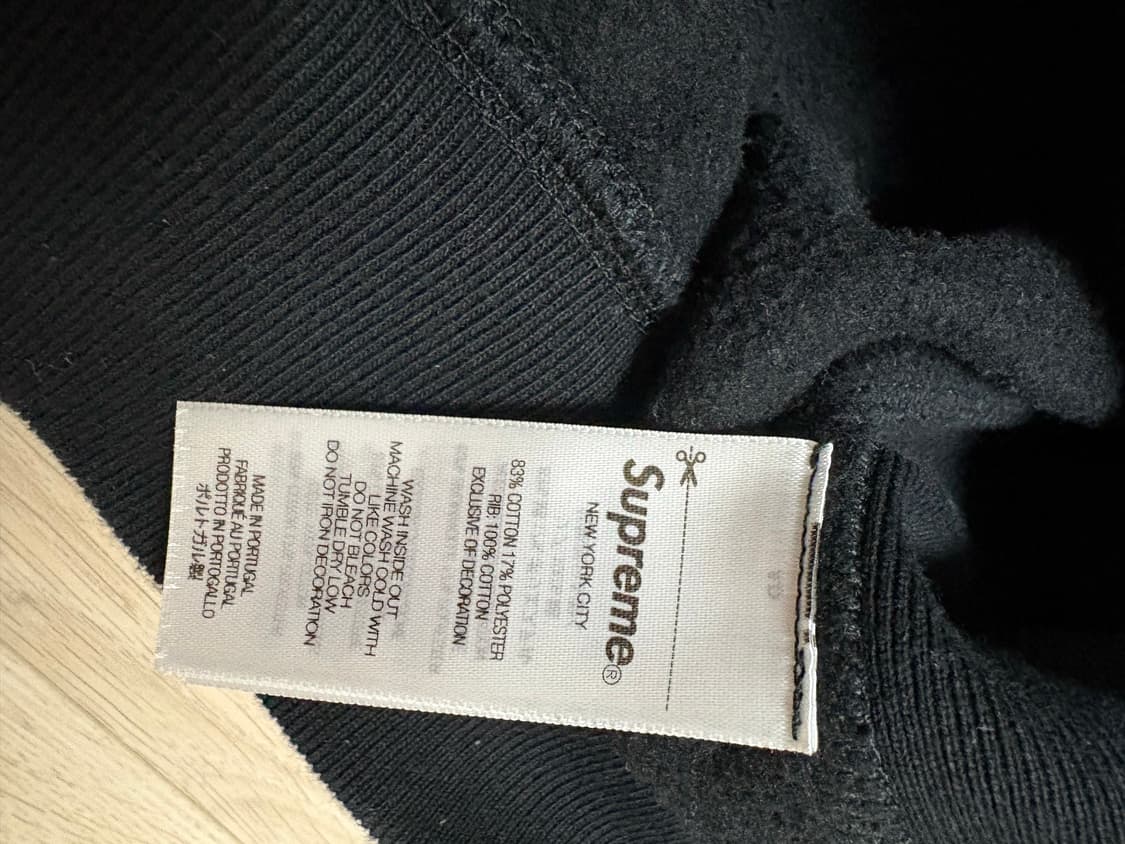 Supreme®
NEW YORK CITY
83% COTTON 17% POLYESTER
RIB: 100% COTTON
EXCLUSIVE OF DECORATION
WASH INSIDE OUT
MACHINE WASH COLD WITH
LIKE COLORS
DO NOT BLEACH
TUMBLE DRY LOW
DO NOT IRON DECORATION
MADE IN PORTUGAL
FABRIQUÉ AU PORTUGAL
PRODOTTO IN PORTOGALLO
ポルトガル製